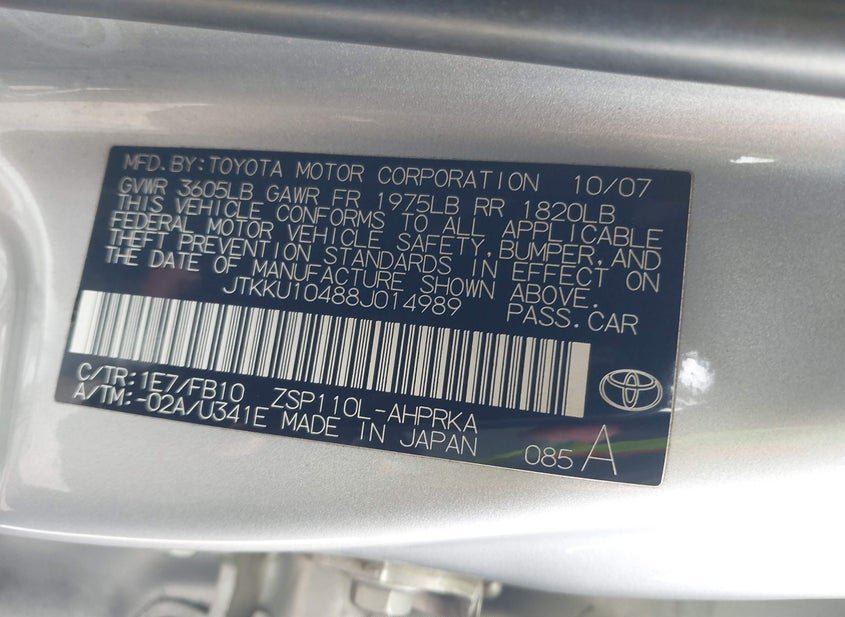 MFD.BY:TOYOTA MOTOR CORPORATION 10/07
GVWR 3605LB GAWR FR 1975LB RR 1820LB
THIS VEHICLE CONFORMS TO ALL APPLICABLE
FEDERAL MOTOR VEHICLE SAFETY,BUMPER,AND
THEFT PREVENTION STANDARDS IN EFFECT ON
THE DATE OF MANUFACTURE SHOWN ABOVE.
JTKKU10488J014989 PASS.CAR
C/TR:1E7/FB10 ZSP110L-AHPRKA
A/TM:-02A/U341E MADE IN JAPAN 085 A